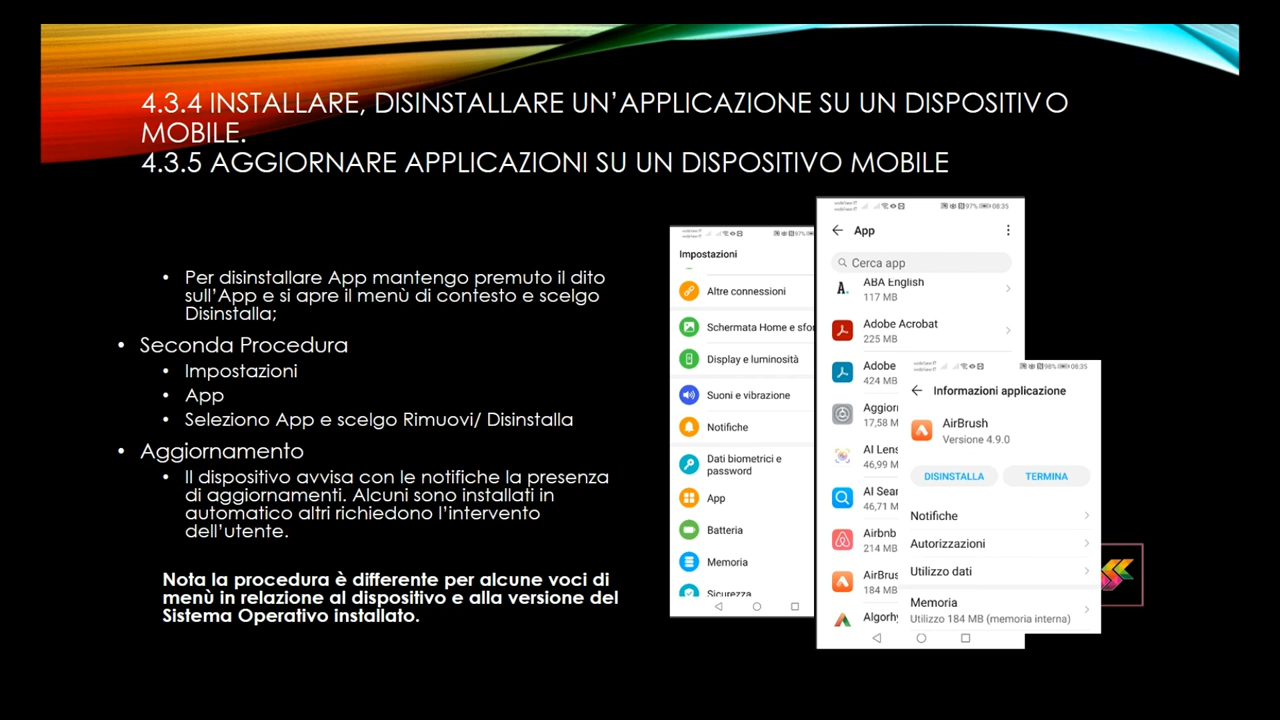 4.3.4 INSTALLARE, DISINSTALLARE UN'APPLICAZIONE SU UN DISPOSITIVO
MOBILE.
4.3.5 AGGIORNARE APPLICAZIONI SU UN DISPOSITIVO MOBILE
• Per disinstallare App mantengo premuto il dito
sull'App e si apre il menù di contesto e scelgo
Disinstalla;
• Seconda Procedura
• Impostazioni
• App
• Seleziono App e scelgo Rimuovi/ Disinstalla
• Aggiornamento
• Il dispositivo avvisa con le notifiche la presenza
di aggiornamenti. Alcuni sono installati in
automatico altri richiedono l'intervento
dell'utente.
Nota la procedura è differente per alcune voci di
menù in relazione al dispositivo e alla versione del
Sistema Operativo installato.
Impostazioni
Altre connessioni
Schermata Home e sfo
Display e luminosità
Suoni e vibrazione
Notifiche
Dati biometrici e
password
App
Batteria
Memoria
Sicurezza
97% 08:35
App
Cerca app
ABA English
117 MB
Adobe Acrobat
225 MB
Adobe
424 MB
Aggior
17,58 M
AI Lens
46,99 M
AI Sear
46,71 M
Airbnb
214 MB
AirBrus
184 MB
Algorhy
98% 08:35
Informazioni applicazione
AirBrush
Versione 4.9.0
DISINSTALLA TERMINA
Notifiche
Autorizzazioni
Utilizzo dati
Memoria
Utilizzo 184 MB (memoria interna)